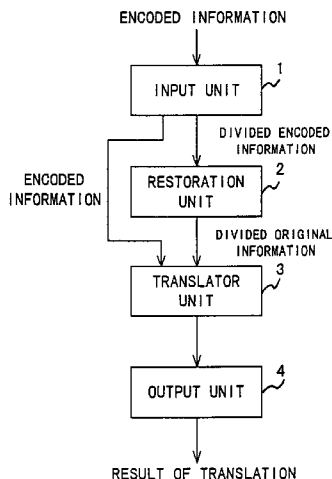 ENCODED INFORMATION
1
INPUT UNIT
DIVIDED ENCODED
INFORMATION
2
ENCODED
INFORMATION
RESTORATION
UNIT
DIVIDED ORIGINAL
INFORMATION
3
TRANSLATOR
UNIT
4
OUTPUT UNIT
RESULT OF TRANSLATION